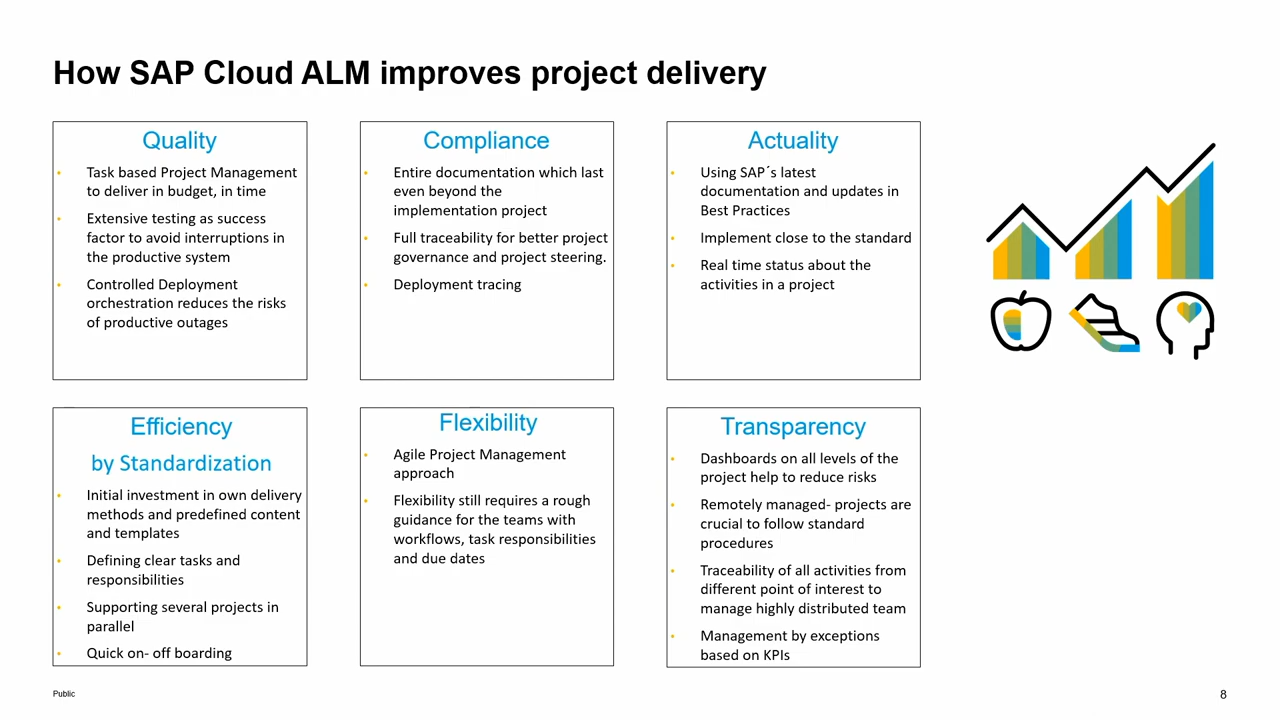 How SAP Cloud ALM improves project delivery
Quality
• Task based Project Management
to deliver in budget, in time
• Extensive testing as success
factor to avoid interruptions in
the productive system
• Controlled Deployment
orchestration reduces the risks
of productive outages
Compliance
• Entire documentation which last
even beyond the
implementation project
• Full traceability for better project
governance and project steering.
• Deployment tracing
Actuality
• Using SAP´s latest
documentation and updates in
Best Practices
• Implement close to the standard
• Real time status about the
activities in a project
Efficiency
by Standardization
• Initial investment in own delivery
methods and predefined content
and templates
• Defining clear tasks and
responsibilities
• Supporting several projects in
parallel
• Quick on- off boarding
Flexibility
• Agile Project Management
approach
• Flexibility still requires a rough
guidance for the teams with
workflows, task responsibilities
and due dates
Transparency
• Dashboards on all levels of the
project help to reduce risks
• Remotely managed- projects are
crucial to follow standard
procedures
• Traceability of all activities from
different point of interest to
manage highly distributed team
• Management by exceptions
based on KPIs
Public
8